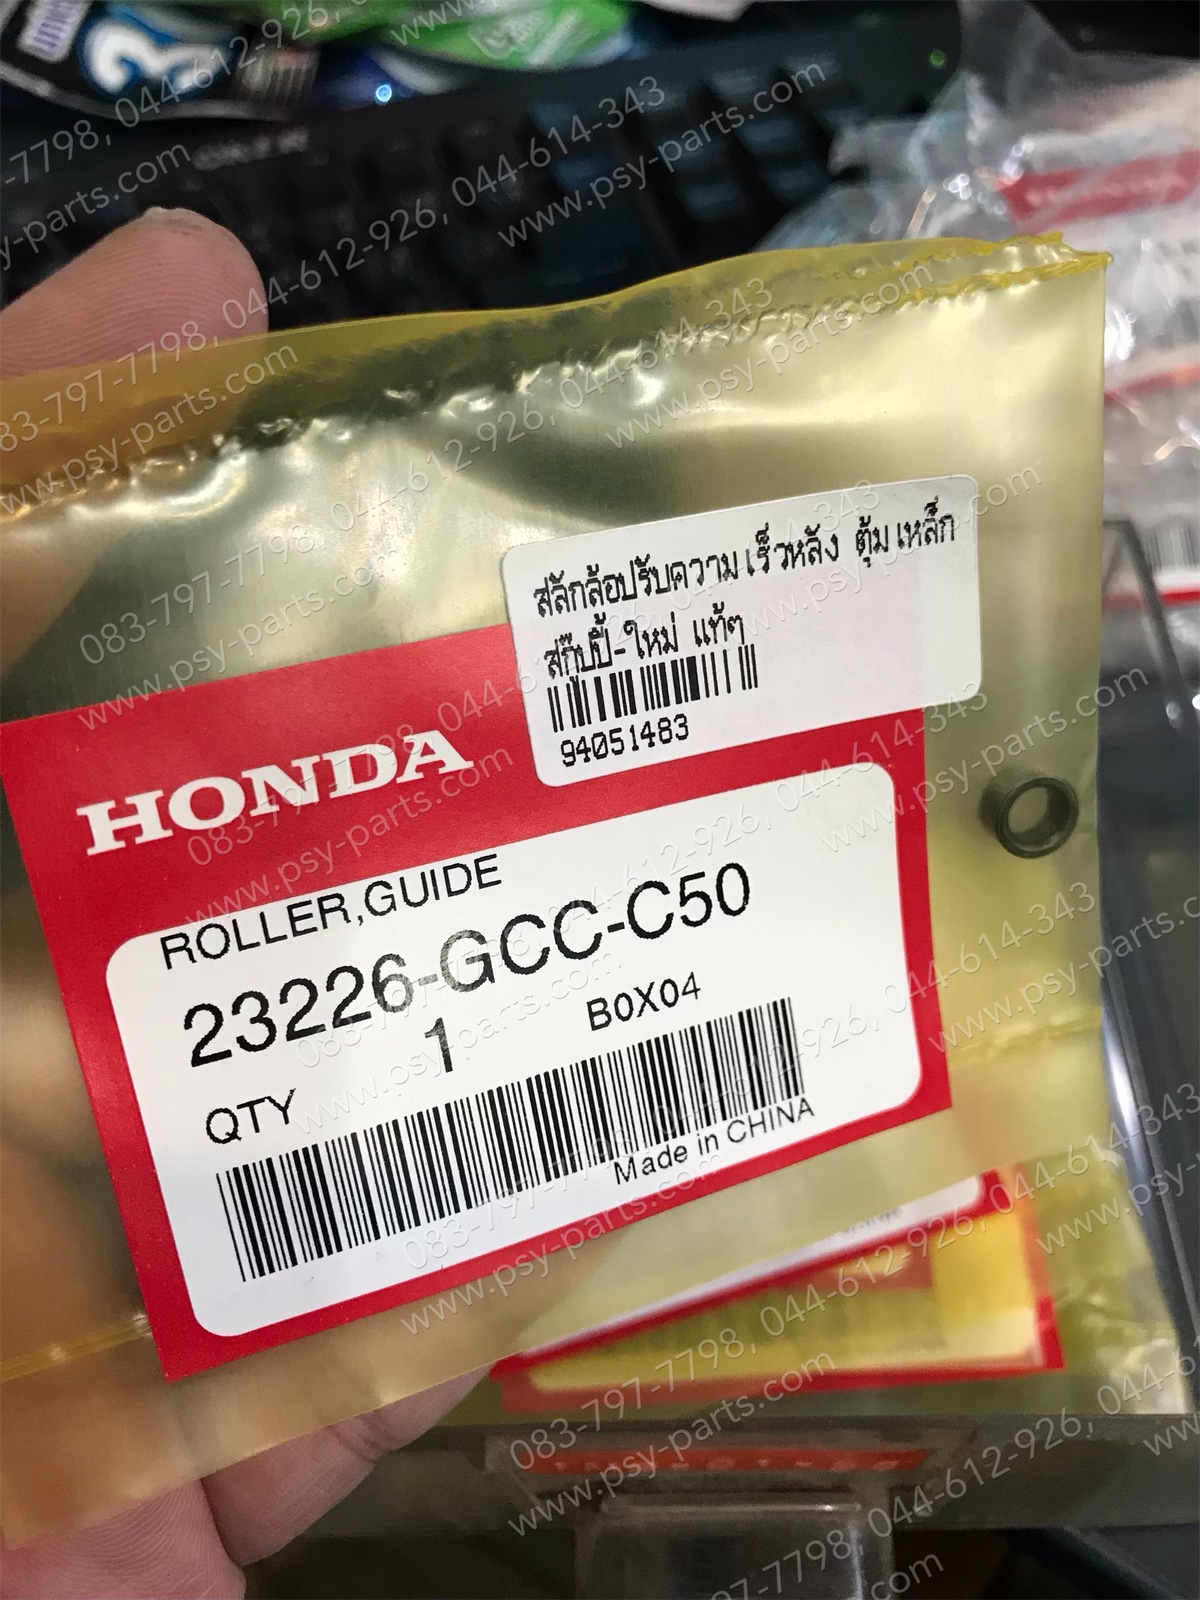 สลักล้อปรับความเร็วหลัง ตุ้มเหล็ก
สกู๊ปปี้-ใหม่ แท้ๆ
94051483
HONDA
ROLLER,GUIDE
23226-GCC-C50
1
B0X04
QTY
Made in CHINA
083-797-7798, 044-612-926, 044-614-343
www.psy-parts.com